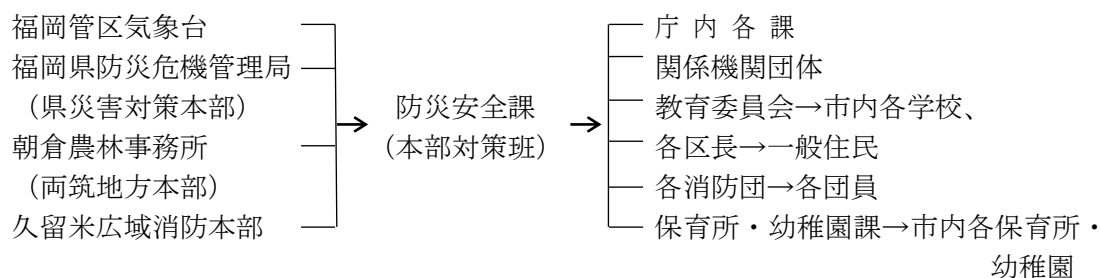 福岡管区気象台
福岡県防災危機管理局
（県災害対策本部）
朝倉農林事務所
（両筑地方本部）
久留米広域消防本部
防災安全課
（本部対策班）
庁内各課
関係機関団体
教育委員会→市内各学校、
各区長→一般住民
各消防団→各団員
保育所・幼稚園課→市内各保育所・
幼稚園